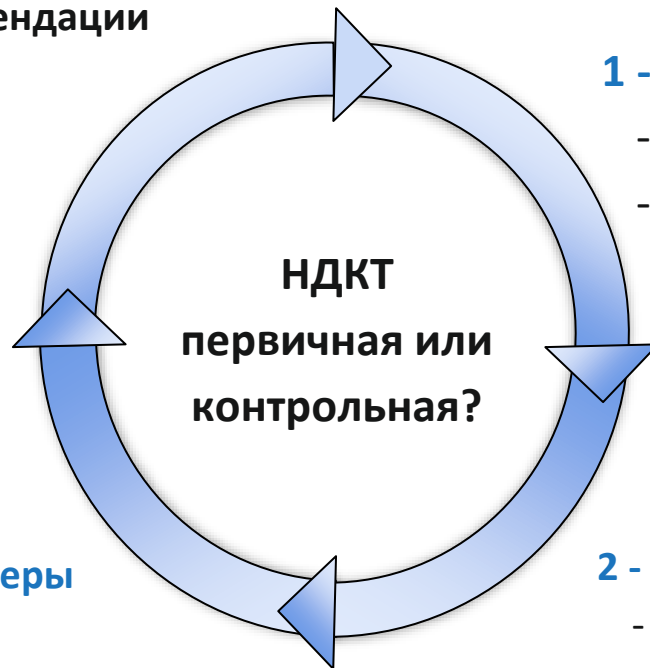 ендации
1 -
-
-
НДКТ
первичная или
контрольная?
еры
2 -
-